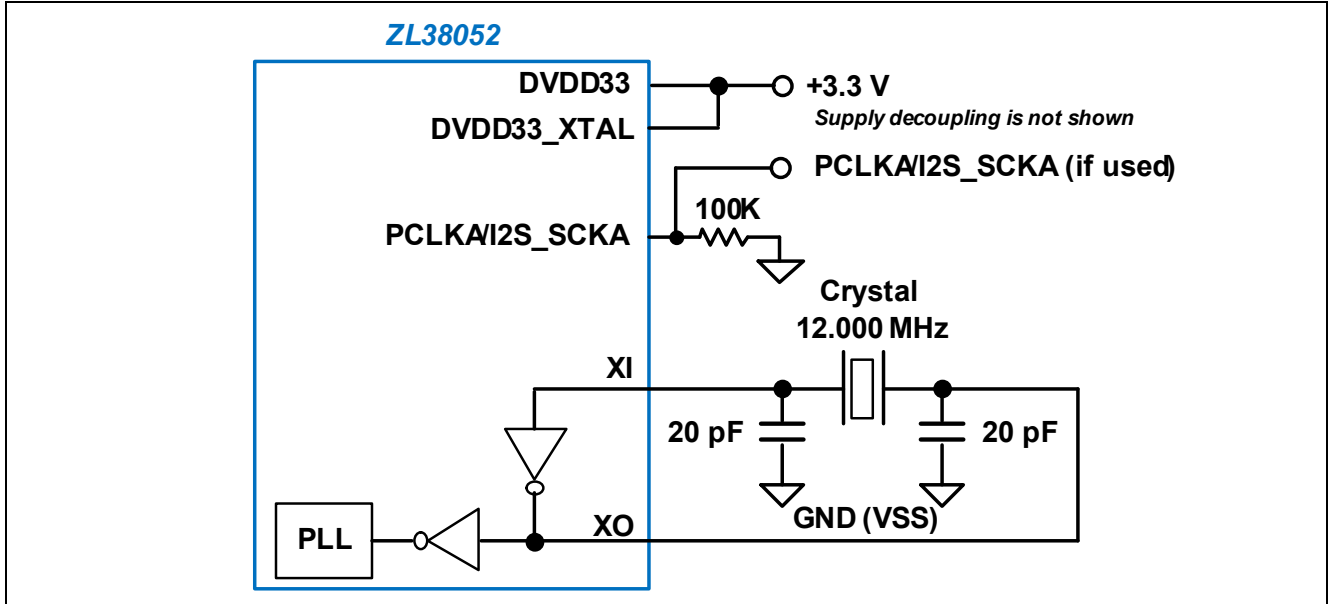 ZL38052
DVDD33
+3.3 V
Supply decoupling is not shown
DVDD33_XTAL
PCLKA/I2S_SCKA (if used)
100K
PCLKA/I2S_SCKA
Crystal
12.000 MHz
XI
20 pF
20 pF
GND (VSS)
XO
PLL